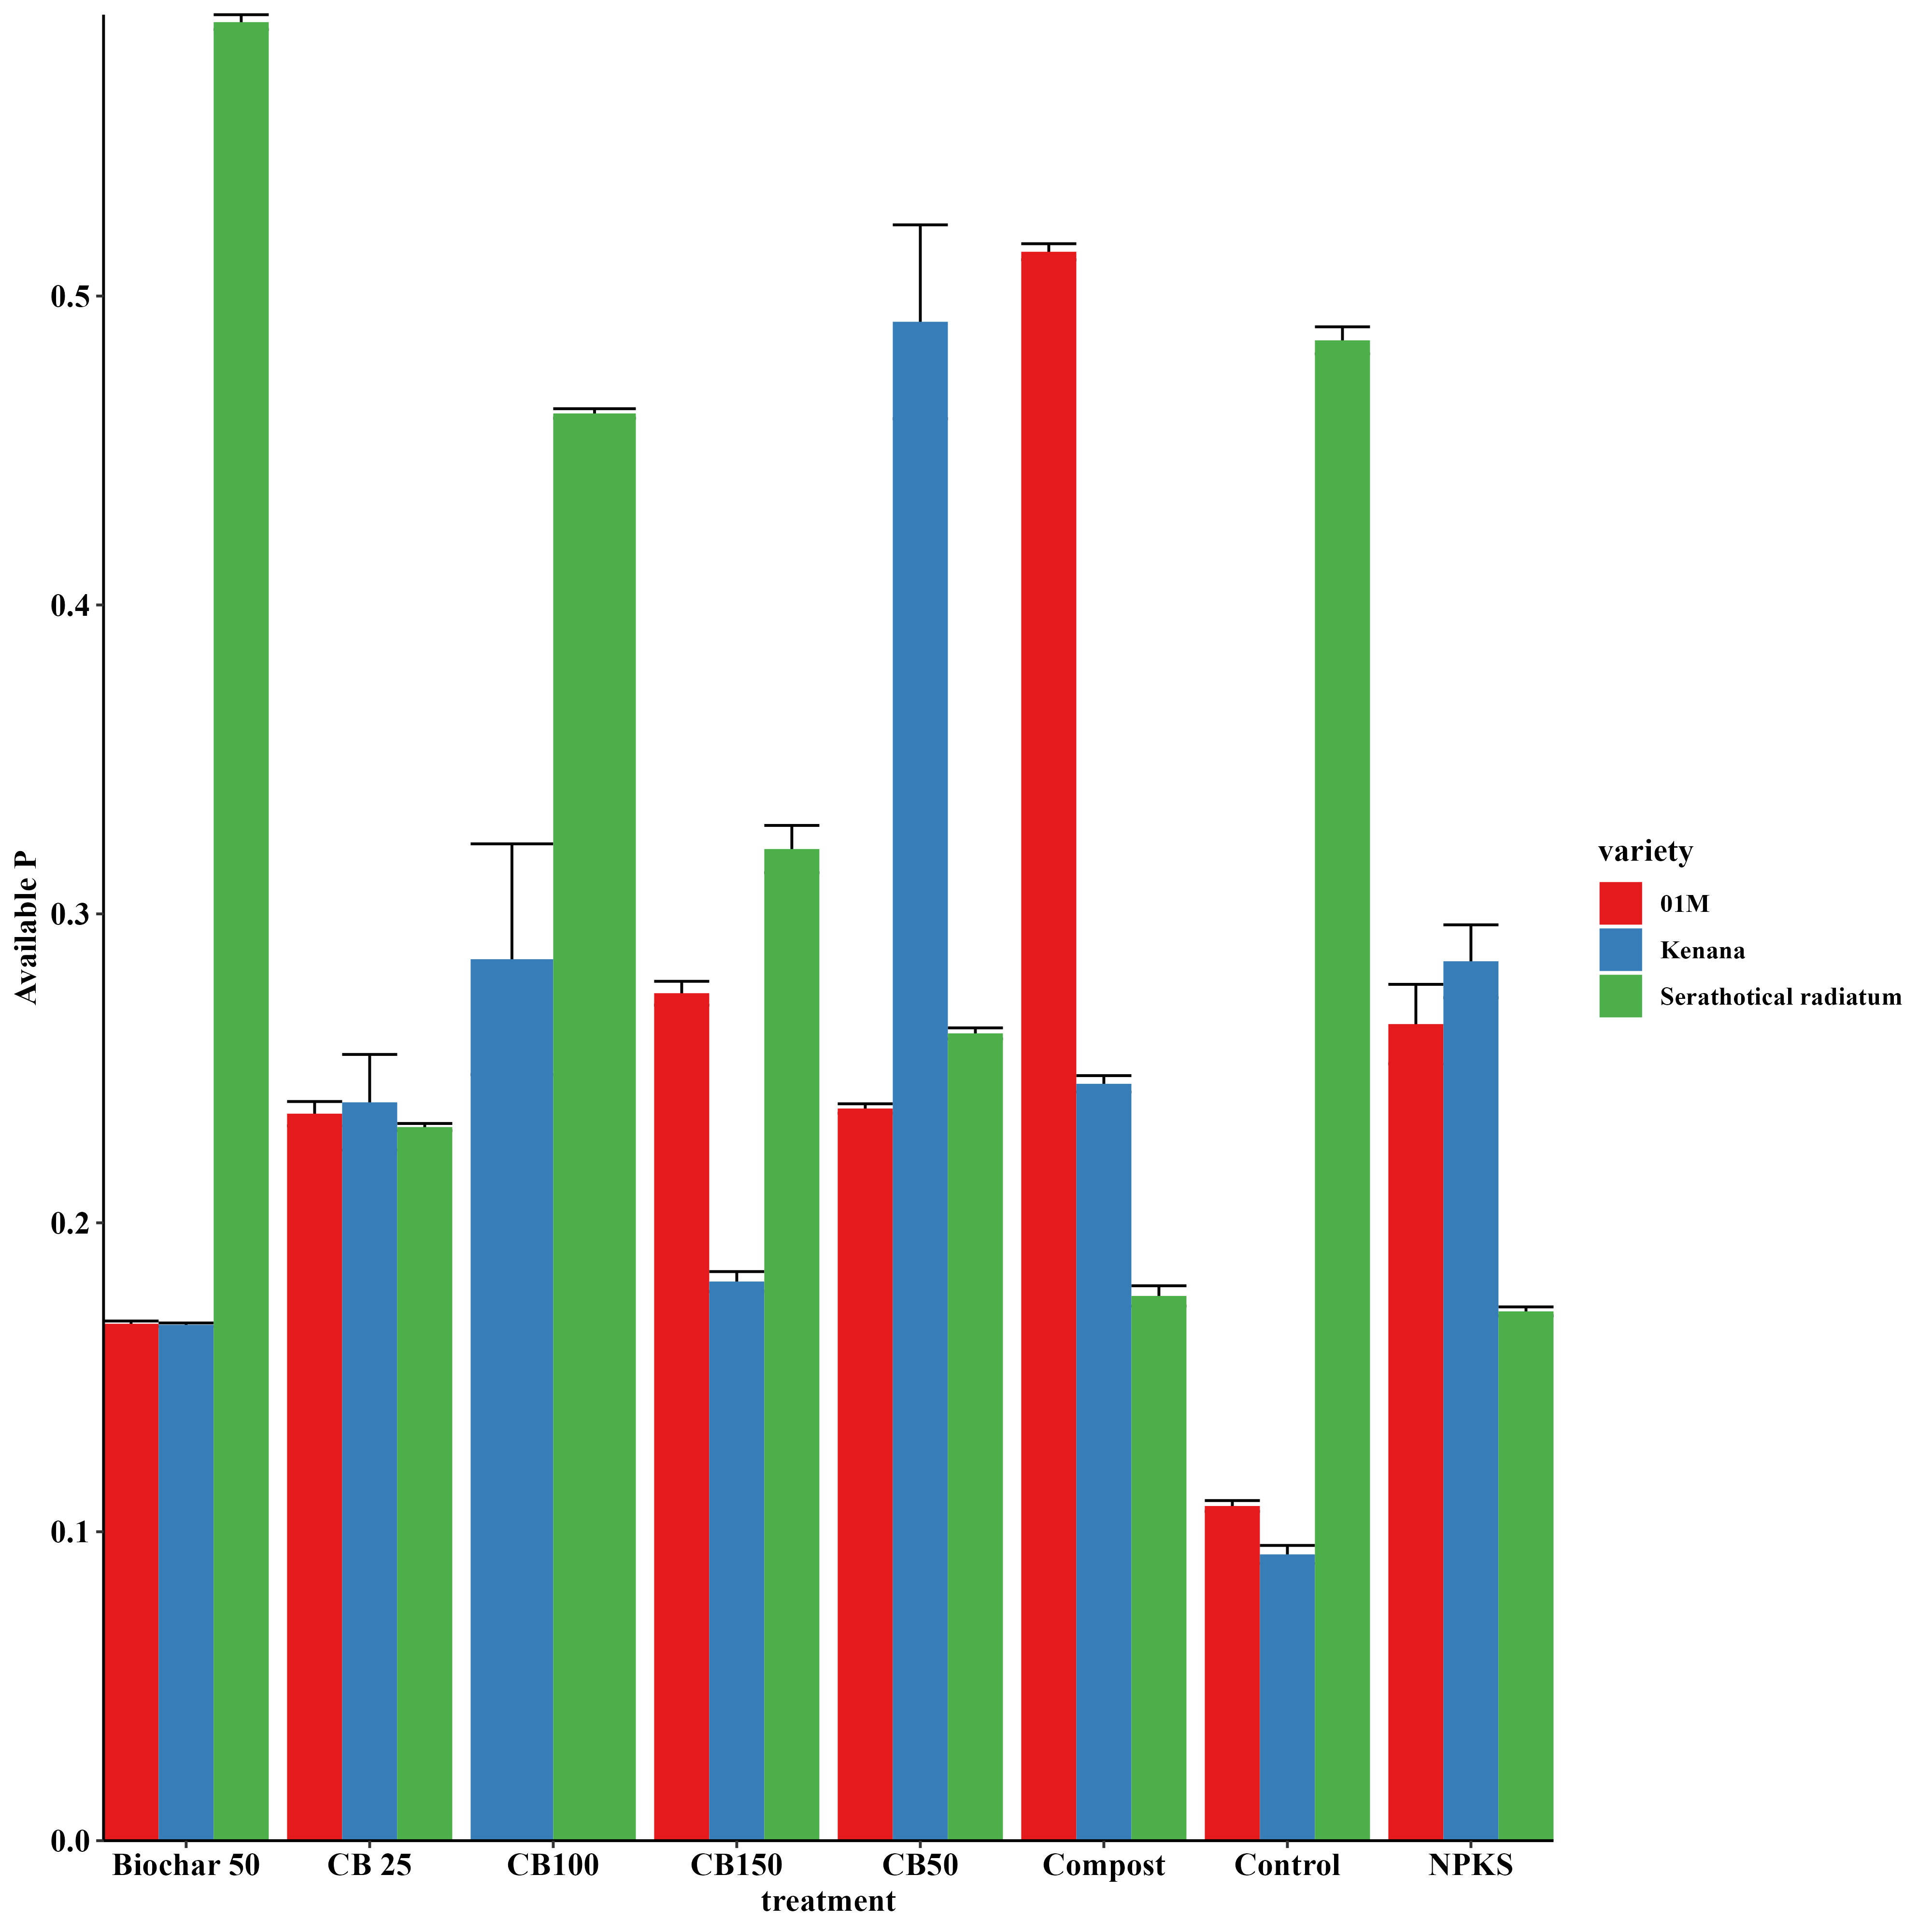 Available P
0.5
0.4
0.3
0.2
0.1
0.0
Biochar 50 CB 25 CB100 CB150 CB50 Compost Control NPKS
treatment
variety
01M
Kenana
Serathotical radiatum